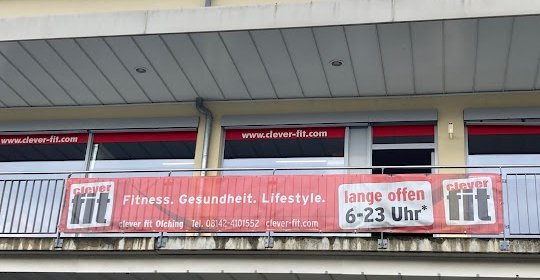 www.clever-fit.com
www.clever-fit.com
clever
fit
Fitness. Gesundheit. Lifestyle.
clever fit Olching Tel. 08142-4101552 clever-fit.com
lange offen
6-23 Uhr*
clever
fit